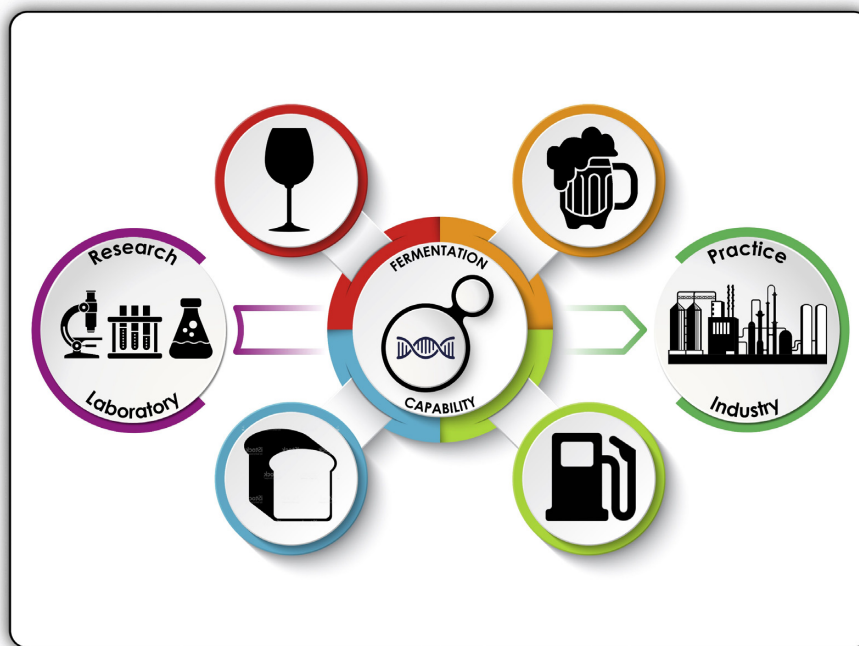 Research
Laboratory
FERMENTATION
CAPABILITY
Practice
Industry